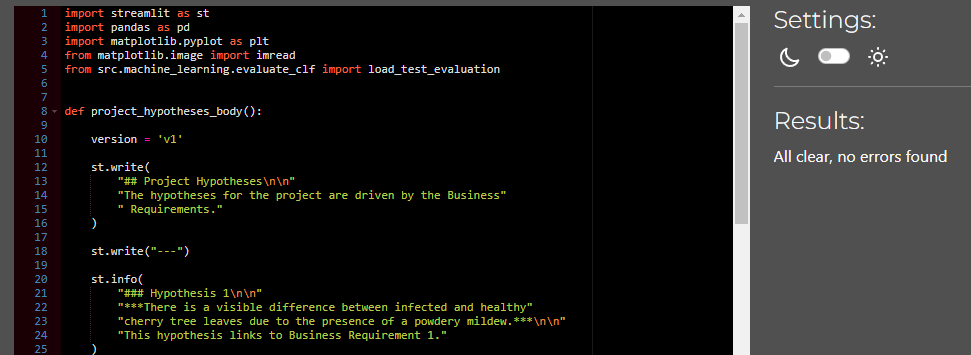 1 import streamlit as st
2 import pandas as pd
3 import matplotlib.pyplot as plt
4 from matplotlib.image import imread
5 from src.machine_learning.evaluate_clf import load_test_evaluation
6
7
8 def project_hypotheses_body():
9
10     version = 'v1'
11
12     st.write(
13         "## Project Hypotheses\n\n"
14         "The hypotheses for the project are driven by the Business"
15         " Requirements."
16     )
17
18     st.write("---")
19
20     st.info(
21         "### Hypothesis 1\n\n"
22         "***There is a visible difference between infected and healthy"
23         "cherry tree leaves due to the presence of a powdery mildew.***\n\n"
24         "This hypothesis links to Business Requirement 1."
25     )
Settings:
Results:
All clear, no errors found